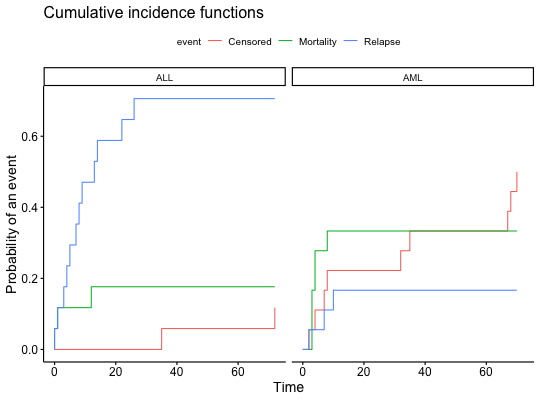 Cumulative incidence functions
event Censored Mortality Relapse
ALL AML
Probability of an event
0.6
0.4
0.2
0.0
0 20 40 60 0 20 40 60
Time